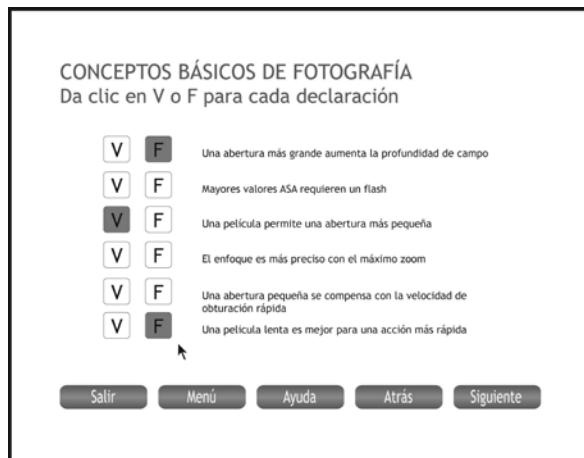 CONCEPTOS BÁSICOS DE FOTOGRAFÍA
Da clic en V o F para cada declaración
V F Una abertura más grande aumenta la profundidad de campo
V F Mayores valores ASA requieren un flash
V F Una película permite una abertura más pequeña
V F El enfoque es más preciso con el máximo zoom
V F Una abertura pequeña se compensa con la velocidad de
obturación rápida
V F Una película lenta es mejor para una acción más rápida
Salir Menú Ayuda Atrás Siguiente